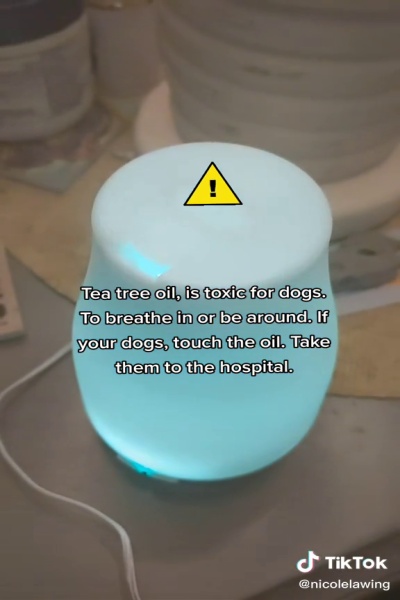 !
Tea tree oil, is toxic for dogs.
To breathe in or be around. If
your dogs, touch the oil. Take
them to the hospital.
TikTok
@nicolelawing